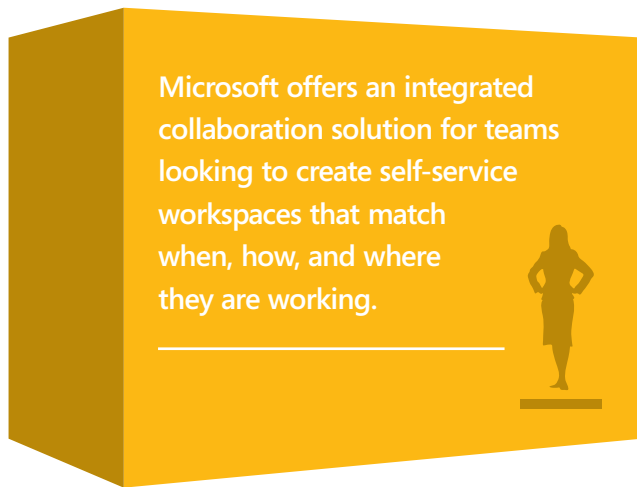 Microsoft offers an integrated
collaboration solution for teams
looking to create self-service
workspaces that match
when, how, and where
they are working.